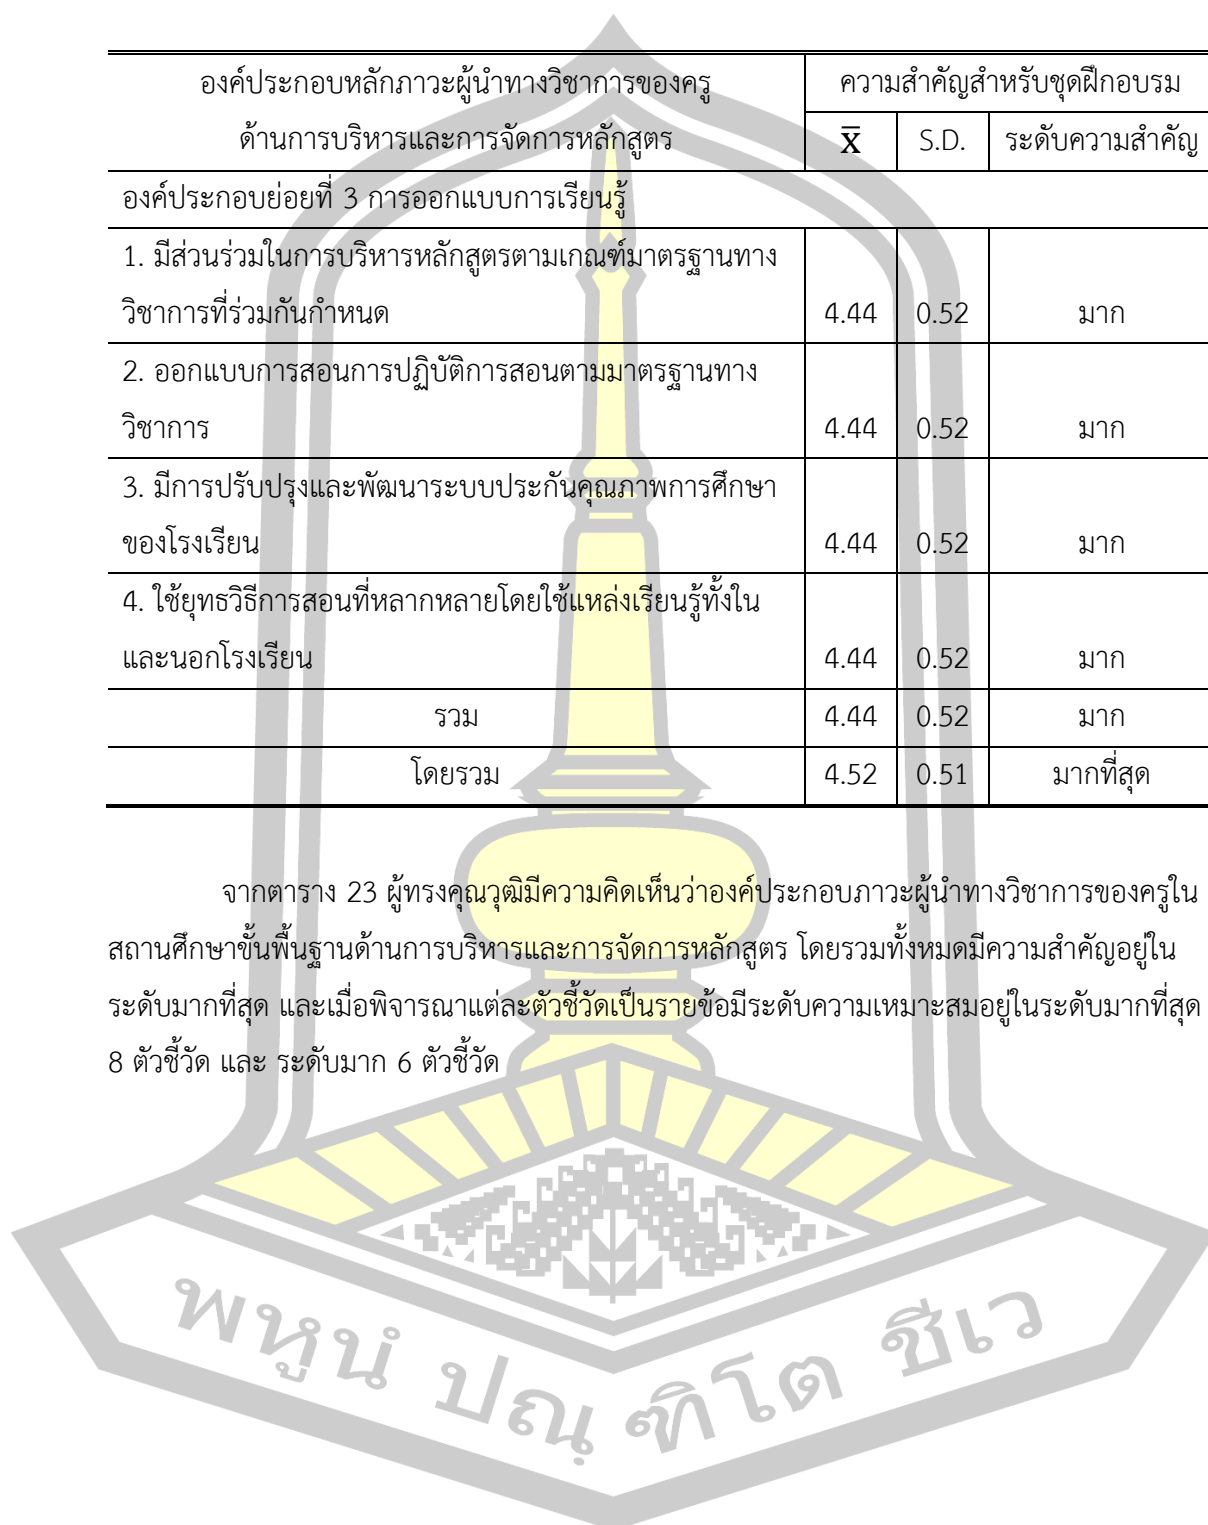 องค์ประกอบหลักภาวะผู้นำทางวิชาการของครู
ด้านการบริหารและการจัดการหลักสูตร
ความสำคัญสำหรับชุดฝึกอบรม
x̄ S.D. ระดับความสำคัญ
องค์ประกอบย่อยที่ 3 การออกแบบการเรียนรู้
1. มีส่วนร่วมในการบริหารหลักสูตรตามเกณฑ์มาตรฐานทาง
วิชาการที่ร่วมกันกำหนด 4.44 0.52 มาก
2. ออกแบบการสอนการปฏิบัติการสอนตามมาตรฐานทาง
วิชาการ 4.44 0.52 มาก
3. มีการปรับปรุงและพัฒนาระบบประกันคุณภาพการศึกษา
ของโรงเรียน 4.44 0.52 มาก
4. ใช้ยุทธวิธีการสอนที่หลากหลายโดยใช้แหล่งเรียนรู้ทั้งใน
และนอกโรงเรียน 4.44 0.52 มาก
รวม 4.44 0.52 มาก
โดยรวม 4.52 0.51 มากที่สุด
จากตาราง 23 ผู้ทรงคุณวุฒิมีความคิดเห็นว่าองค์ประกอบภาวะผู้นำทางวิชาการของครูใน
สถานศึกษาขั้นพื้นฐานด้านการบริหารและการจัดการหลักสูตร โดยรวมทั้งหมดมีความสำคัญอยู่ใน
ระดับมากที่สุด และเมื่อพิจารณาแต่ละตัวชี้วัดเป็นรายข้อมีระดับความเหมาะสมอยู่ในระดับมากที่สุด
8 ตัวชี้วัด และ ระดับมาก 6 ตัวชี้วัด
พหูนํ ปณฺฑิโต ชีเว